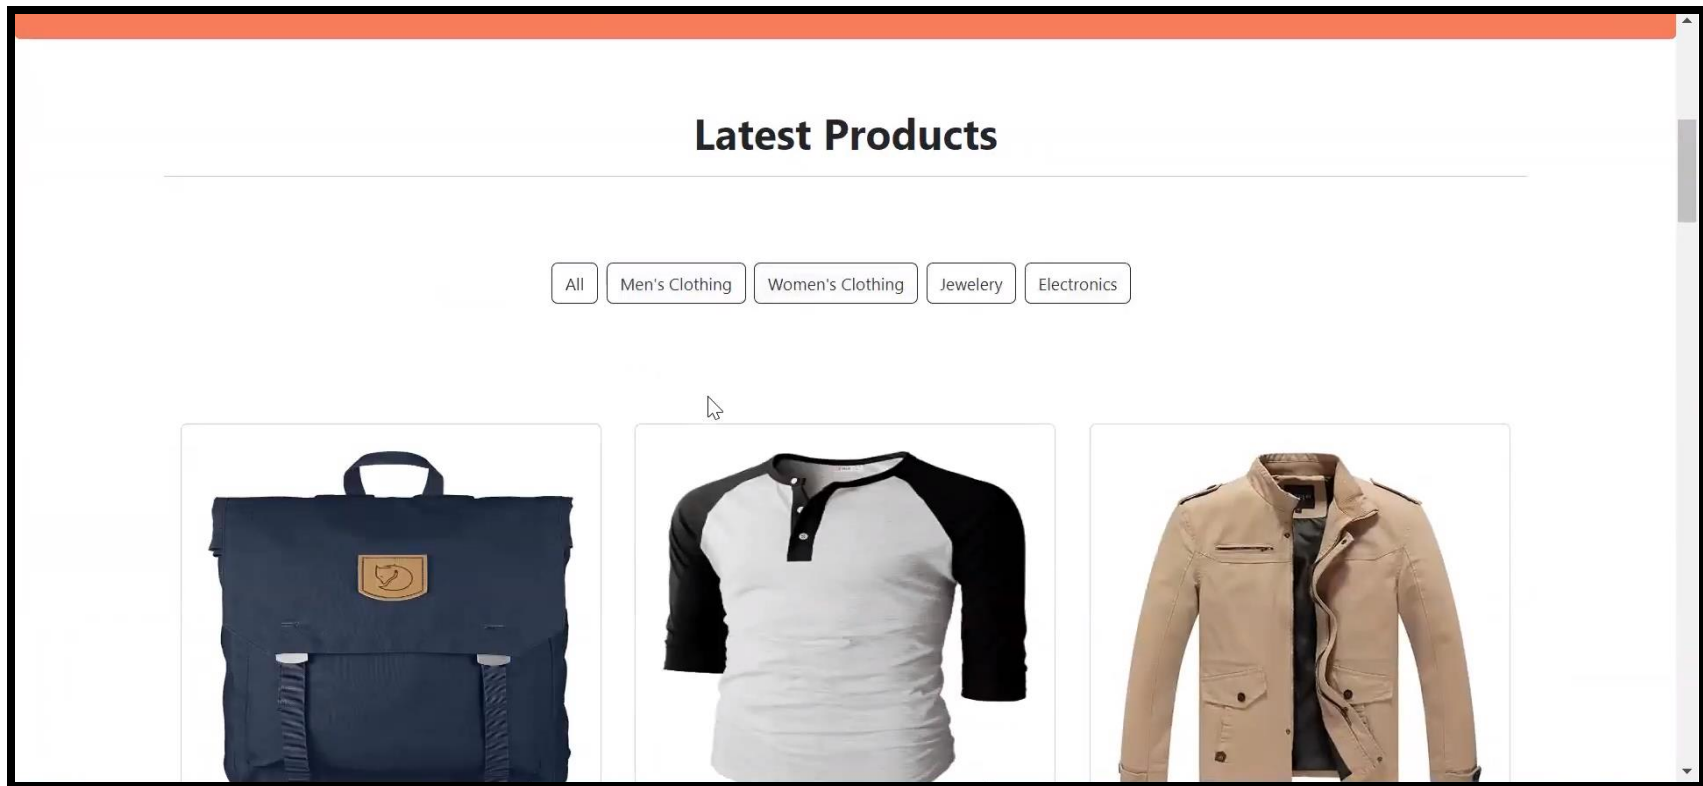 Latest Products
All
Men's Clothing
Women's Clothing
Jewelery
Electronics